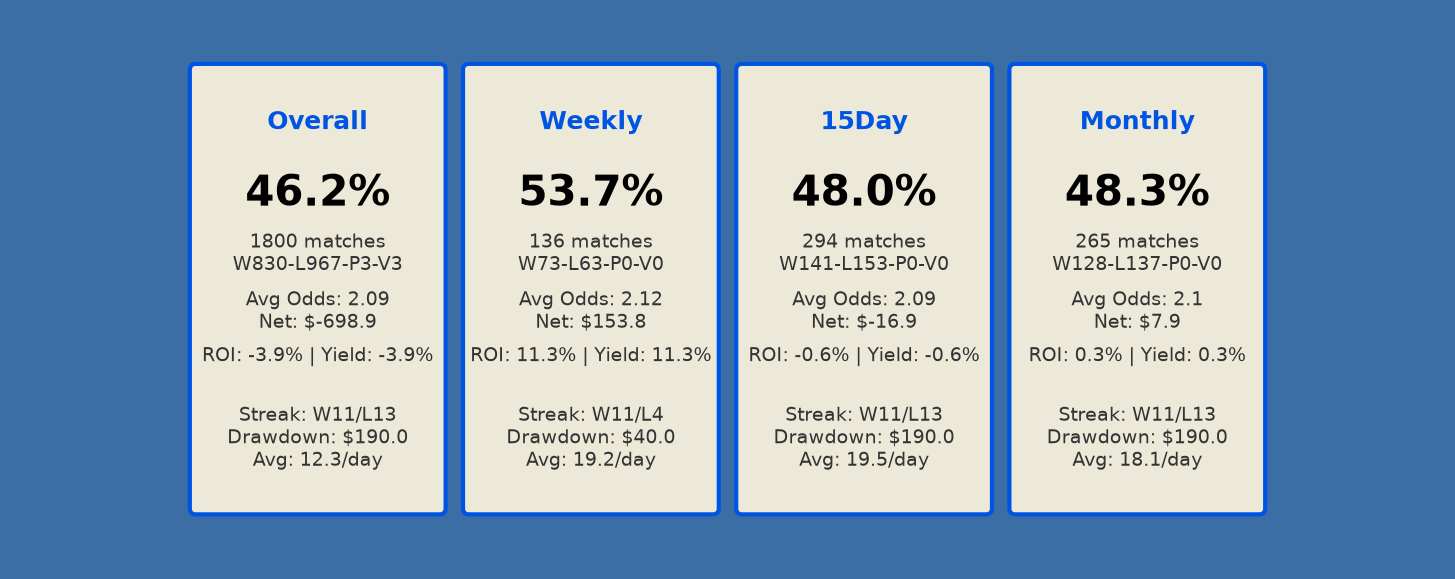 Overall
46.2%
1800 matches
W830-L967-P3-V3
Avg Odds: 2.09
Net: $-698.9
ROI: -3.9% | Yield: -3.9%
Streak: W11/L13
Drawdown: $190.0
Avg: 12.3/day
Weekly
53.7%
136 matches
W73-L63-P0-V0
Avg Odds: 2.12
Net: $153.8
ROI: 11.3% | Yield: 11.3%
Streak: W11/L4
Drawdown: $40.0
Avg: 19.2/day
15Day
48.0%
294 matches
W141-L153-P0-V0
Avg Odds: 2.09
Net: $-16.9
ROI: -0.6% | Yield: -0.6%
Streak: W11/L13
Drawdown: $190.0
Avg: 19.5/day
Monthly
48.3%
265 matches
W128-L137-P0-V0
Avg Odds: 2.1
Net: $7.9
ROI: 0.3% | Yield: 0.3%
Streak: W11/L13
Drawdown: $190.0
Avg: 18.1/day